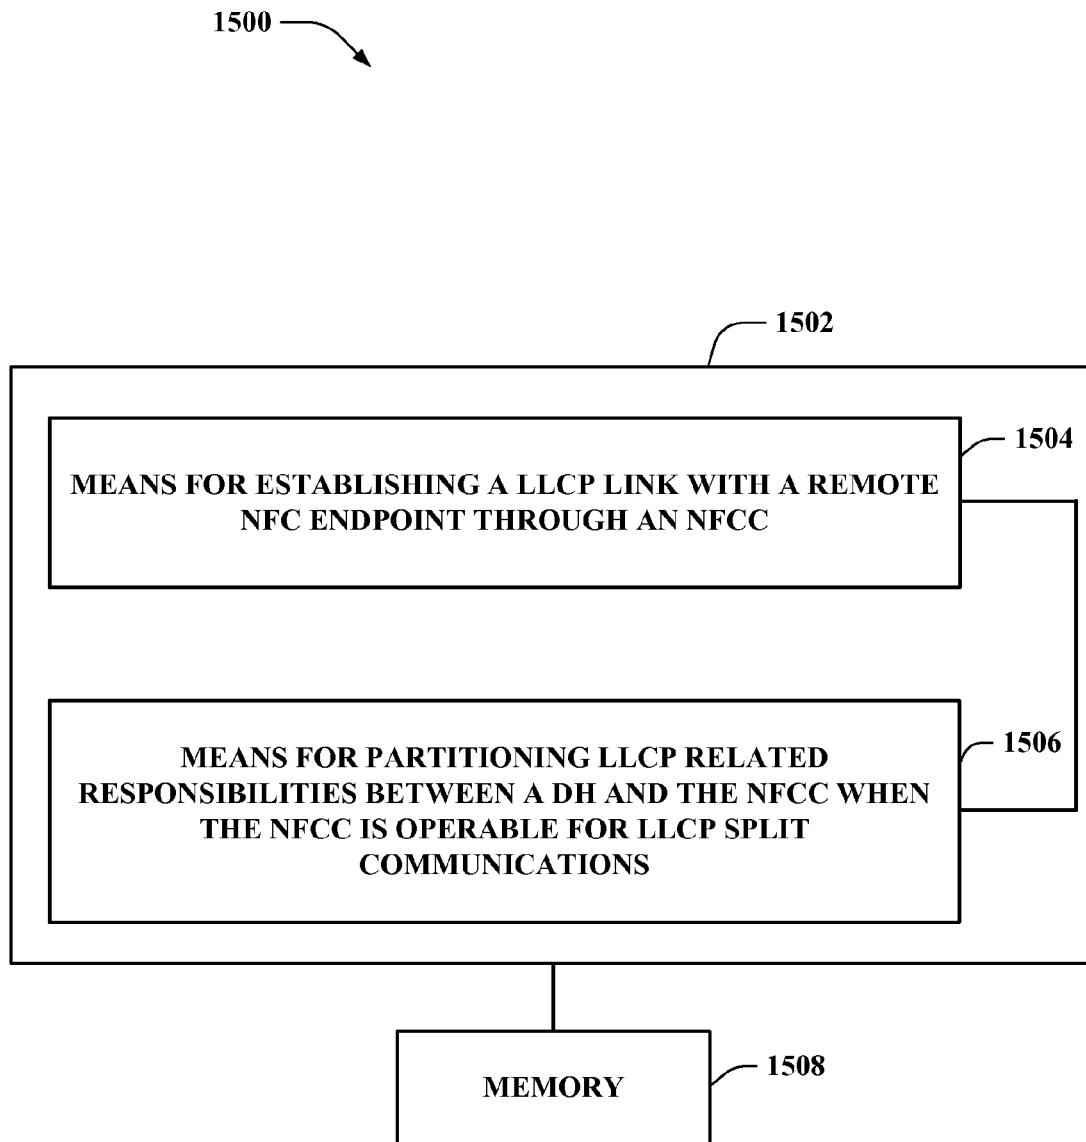 1500
1502
1504
MEANS FOR ESTABLISHING A LLCP LINK WITH A REMOTE
NFC ENDPOINT THROUGH AN NFCC
1506
MEANS FOR PARTITIONING LLCP RELATED
RESPONSIBILITIES BETWEEN A DH AND THE NFCC WHEN
THE NFCC IS OPERABLE FOR LLCP SPLIT
COMMUNICATIONS
1508
MEMORY